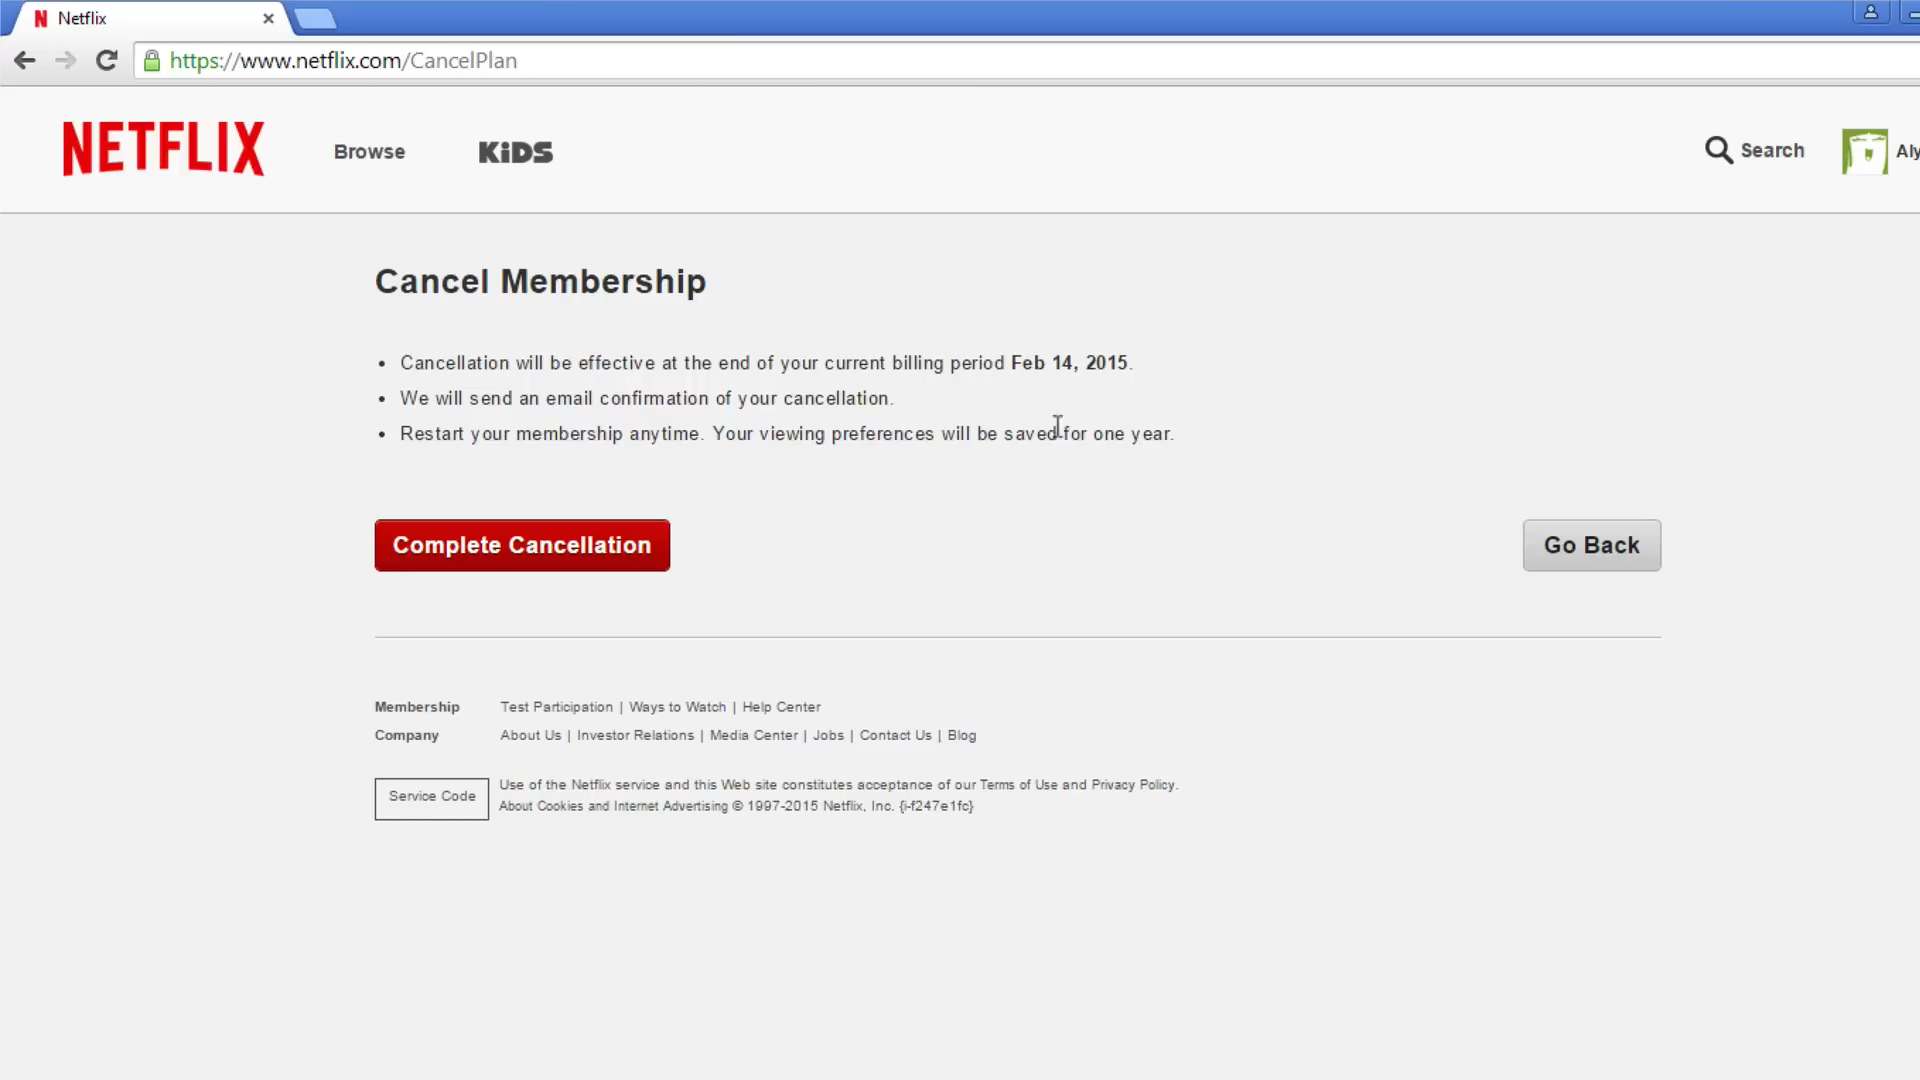 Netflix
https://www.netflix.com/CancelPlan
NETFLIX Browse KiDS Search Aly
Cancel Membership
• Cancellation will be effective at the end of your current billing period Feb 14, 2015.
• We will send an email confirmation of your cancellation.
• Restart your membership anytime. Your viewing preferences will be saved for one year.
Complete Cancellation Go Back
Membership Test Participation | Ways to Watch | Help Center
Company About Us | Investor Relations | Media Center | Jobs | Contact Us | Blog
Service Code
Use of the Netflix service and this Web site constitutes acceptance of our Terms of Use and Privacy Policy.
About Cookies and Internet Advertising © 1997-2015 Netflix, Inc. {i-f247e1fc}